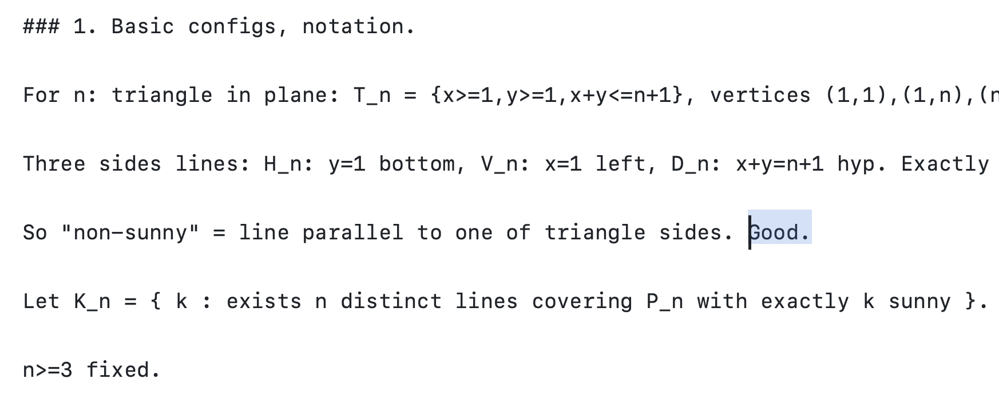 ### 1. Basic configs, notation.
For n: triangle in plane: T_n = {x>=1,y>=1,x+y<=n+1}, vertices (1,1),(1,n),(n
Three sides lines: H_n: y=1 bottom, V_n: x=1 left, D_n: x+y=n+1 hyp. Exactly
So "non-sunny" = line parallel to one of triangle sides. Good.
Let K_n = { k : exists n distinct lines covering P_n with exactly k sunny }.
n>=3 fixed.